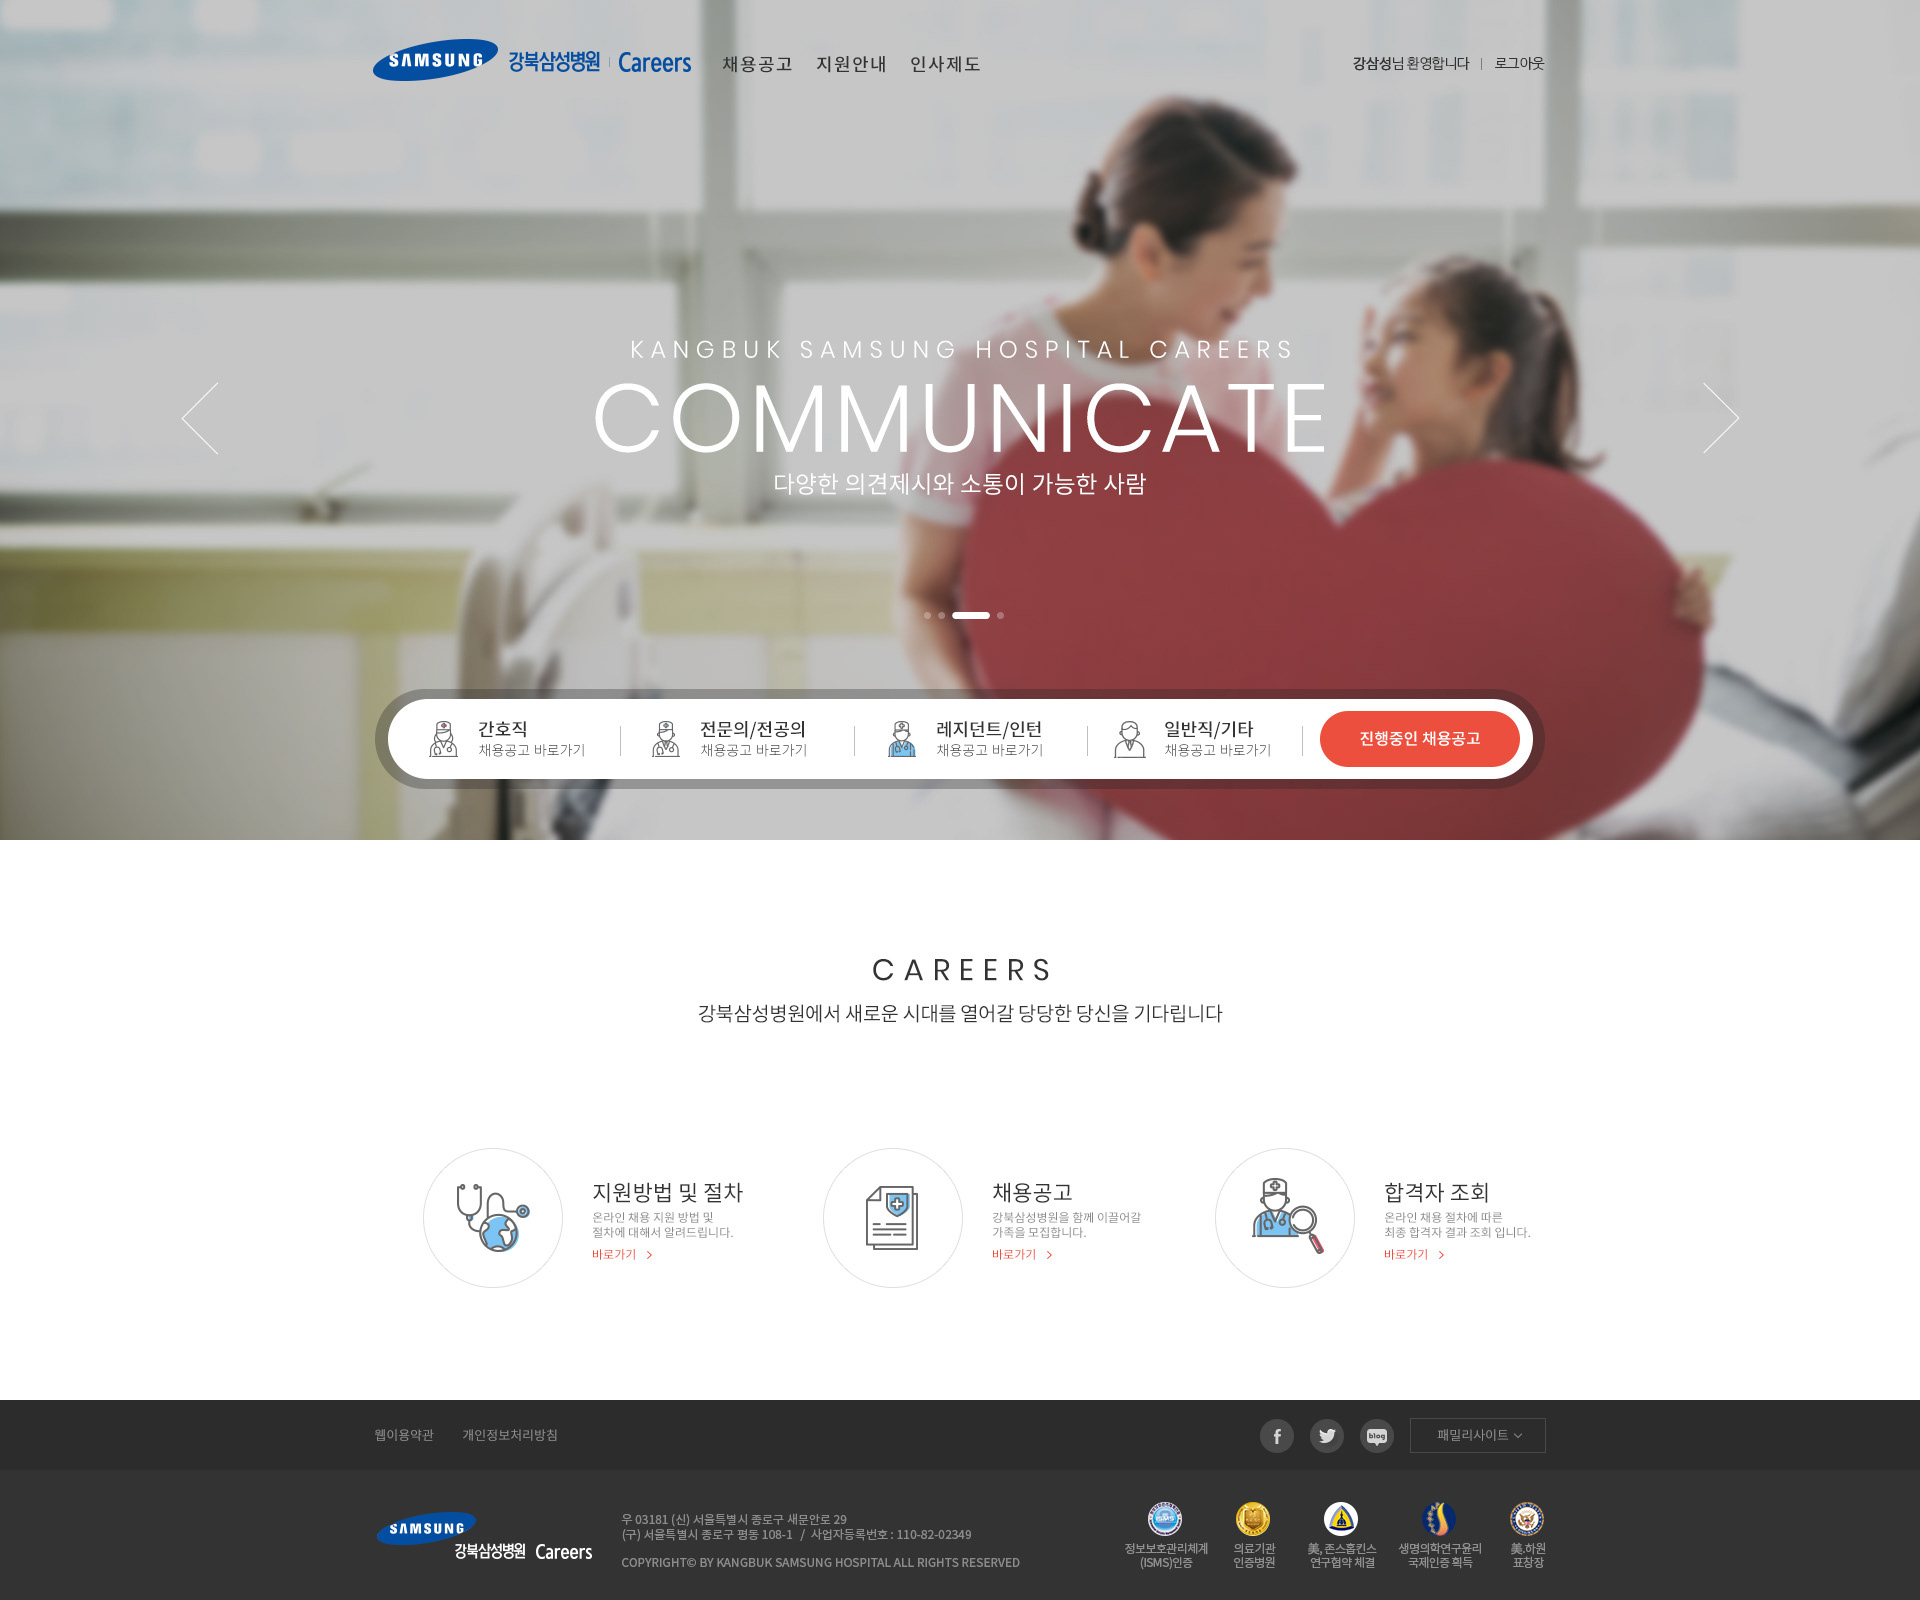 SAMSUNG 강북삼성병원 Careers 채용공고 지원안내 인사제도 강삼성님 환영합니다 로그아웃
KANGBUK SAMSUNG HOSPITAL CAREERS
COMMUNICATE
다양한 의견제시와 소통이 가능한 사람
간호직
채용공고 바로가기
전문의/전공의
채용공고 바로가기
레지던트/인턴
채용공고 바로가기
일반직/기타
채용공고 바로가기
진행중인 채용공고
CAREERS
강북삼성병원에서 새로운 시대를 열어갈 당당한 당신을 기다립니다
지원방법 및 절차
온라인 채용 지원 방법 및
절차에 대해서 알려드립니다.
바로가기
채용공고
강북삼성병원을 함께 이끌어갈
가족을 모집합니다.
바로가기
합격자 조회
온라인 채용 절차에 따른
최종 합격자 결과 조회 입니다.
바로가기
웹이용약관 개인정보처리방침
blog
패밀리사이트
SAMSUNG
강북삼성병원 Careers
우 03181 (신) 서울특별시 종로구 새문안로 29
(구) 서울특별시 종로구 평동 108-1 / 사업자등록번호 : 110-82-02349
COPYRIGHT© BY KANGBUK SAMSUNG HOSPITAL ALL RIGHTS RESERVED
정보보호관리체계
(ISMS)인증
의료기관
인증병원
美, 존스홉킨스
연구협약 체결
생명의학연구윤리
국제인증 획득
美.하원
표창장